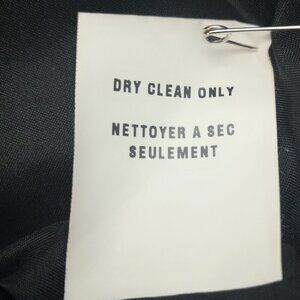 DRY CLEAN ONLY
NETTOYER A SEC
SEULEMENT